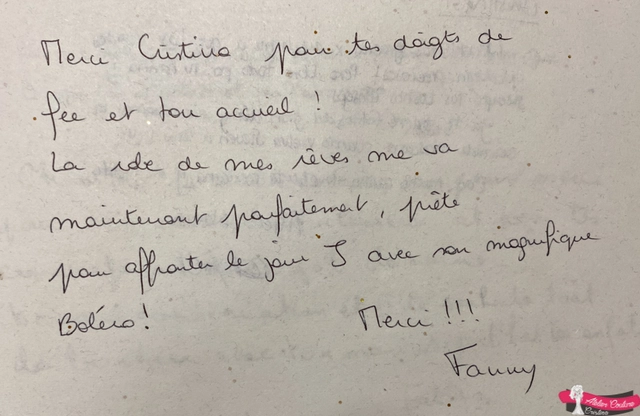 Merci Cristina pour tes doigts de
fée et ton accueil !
La robe de mes rêves me va
maintenant parfaitement, prête
pour affronter le jour J avec son magnifique
Boléro!
Merci !!!
Fanny
Atelier Couture